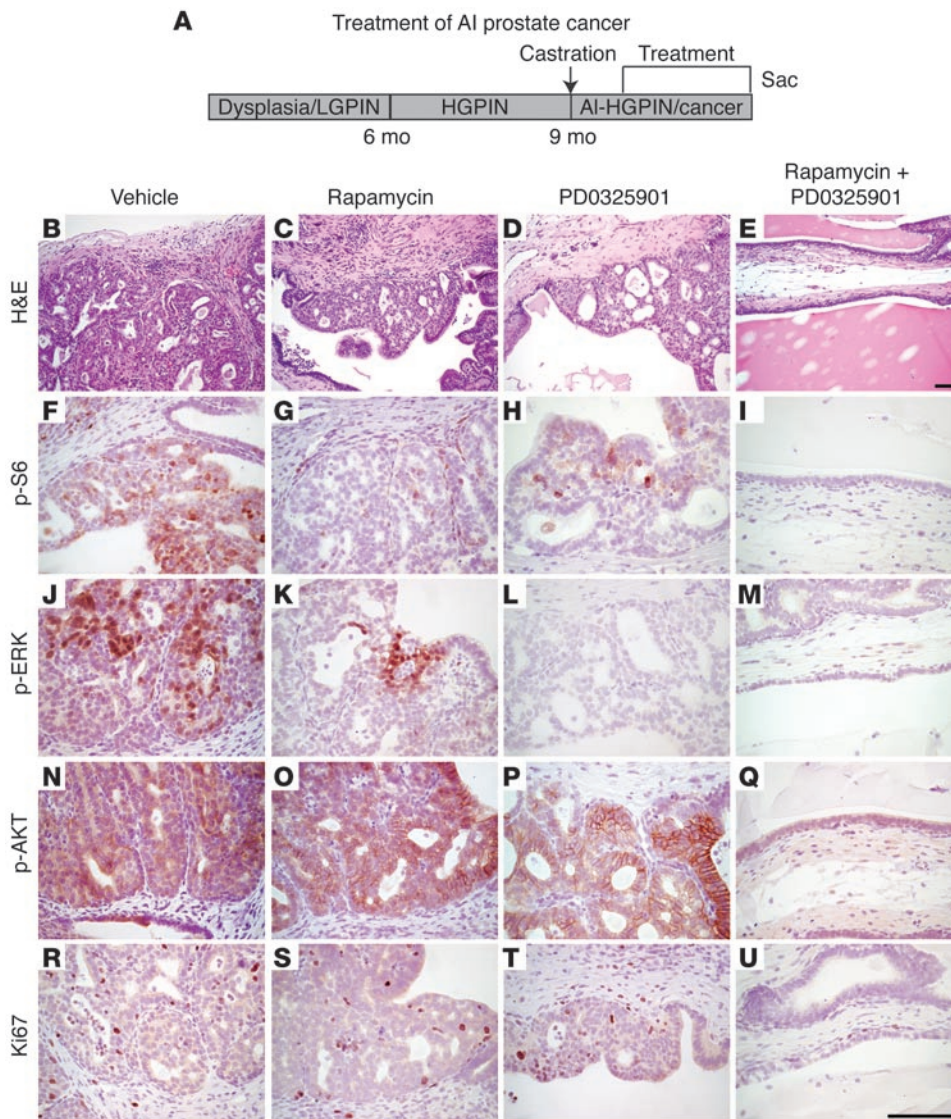 A
Treatment of AI prostate cancer
Castration
Treatment
Sac
Dysplasia/LGPIN
HGPIN
AI-HGPIN/cancer
6 mo
9 mo
Vehicle
Rapamycin
PD0325901
Rapamycin +
PD0325901
H&E
B
C
D
E
p-S6
F
G
H
I
p-ERK
J
K
L
M
p-AKT
N
O
P
Q
Ki67
R
S
T
U